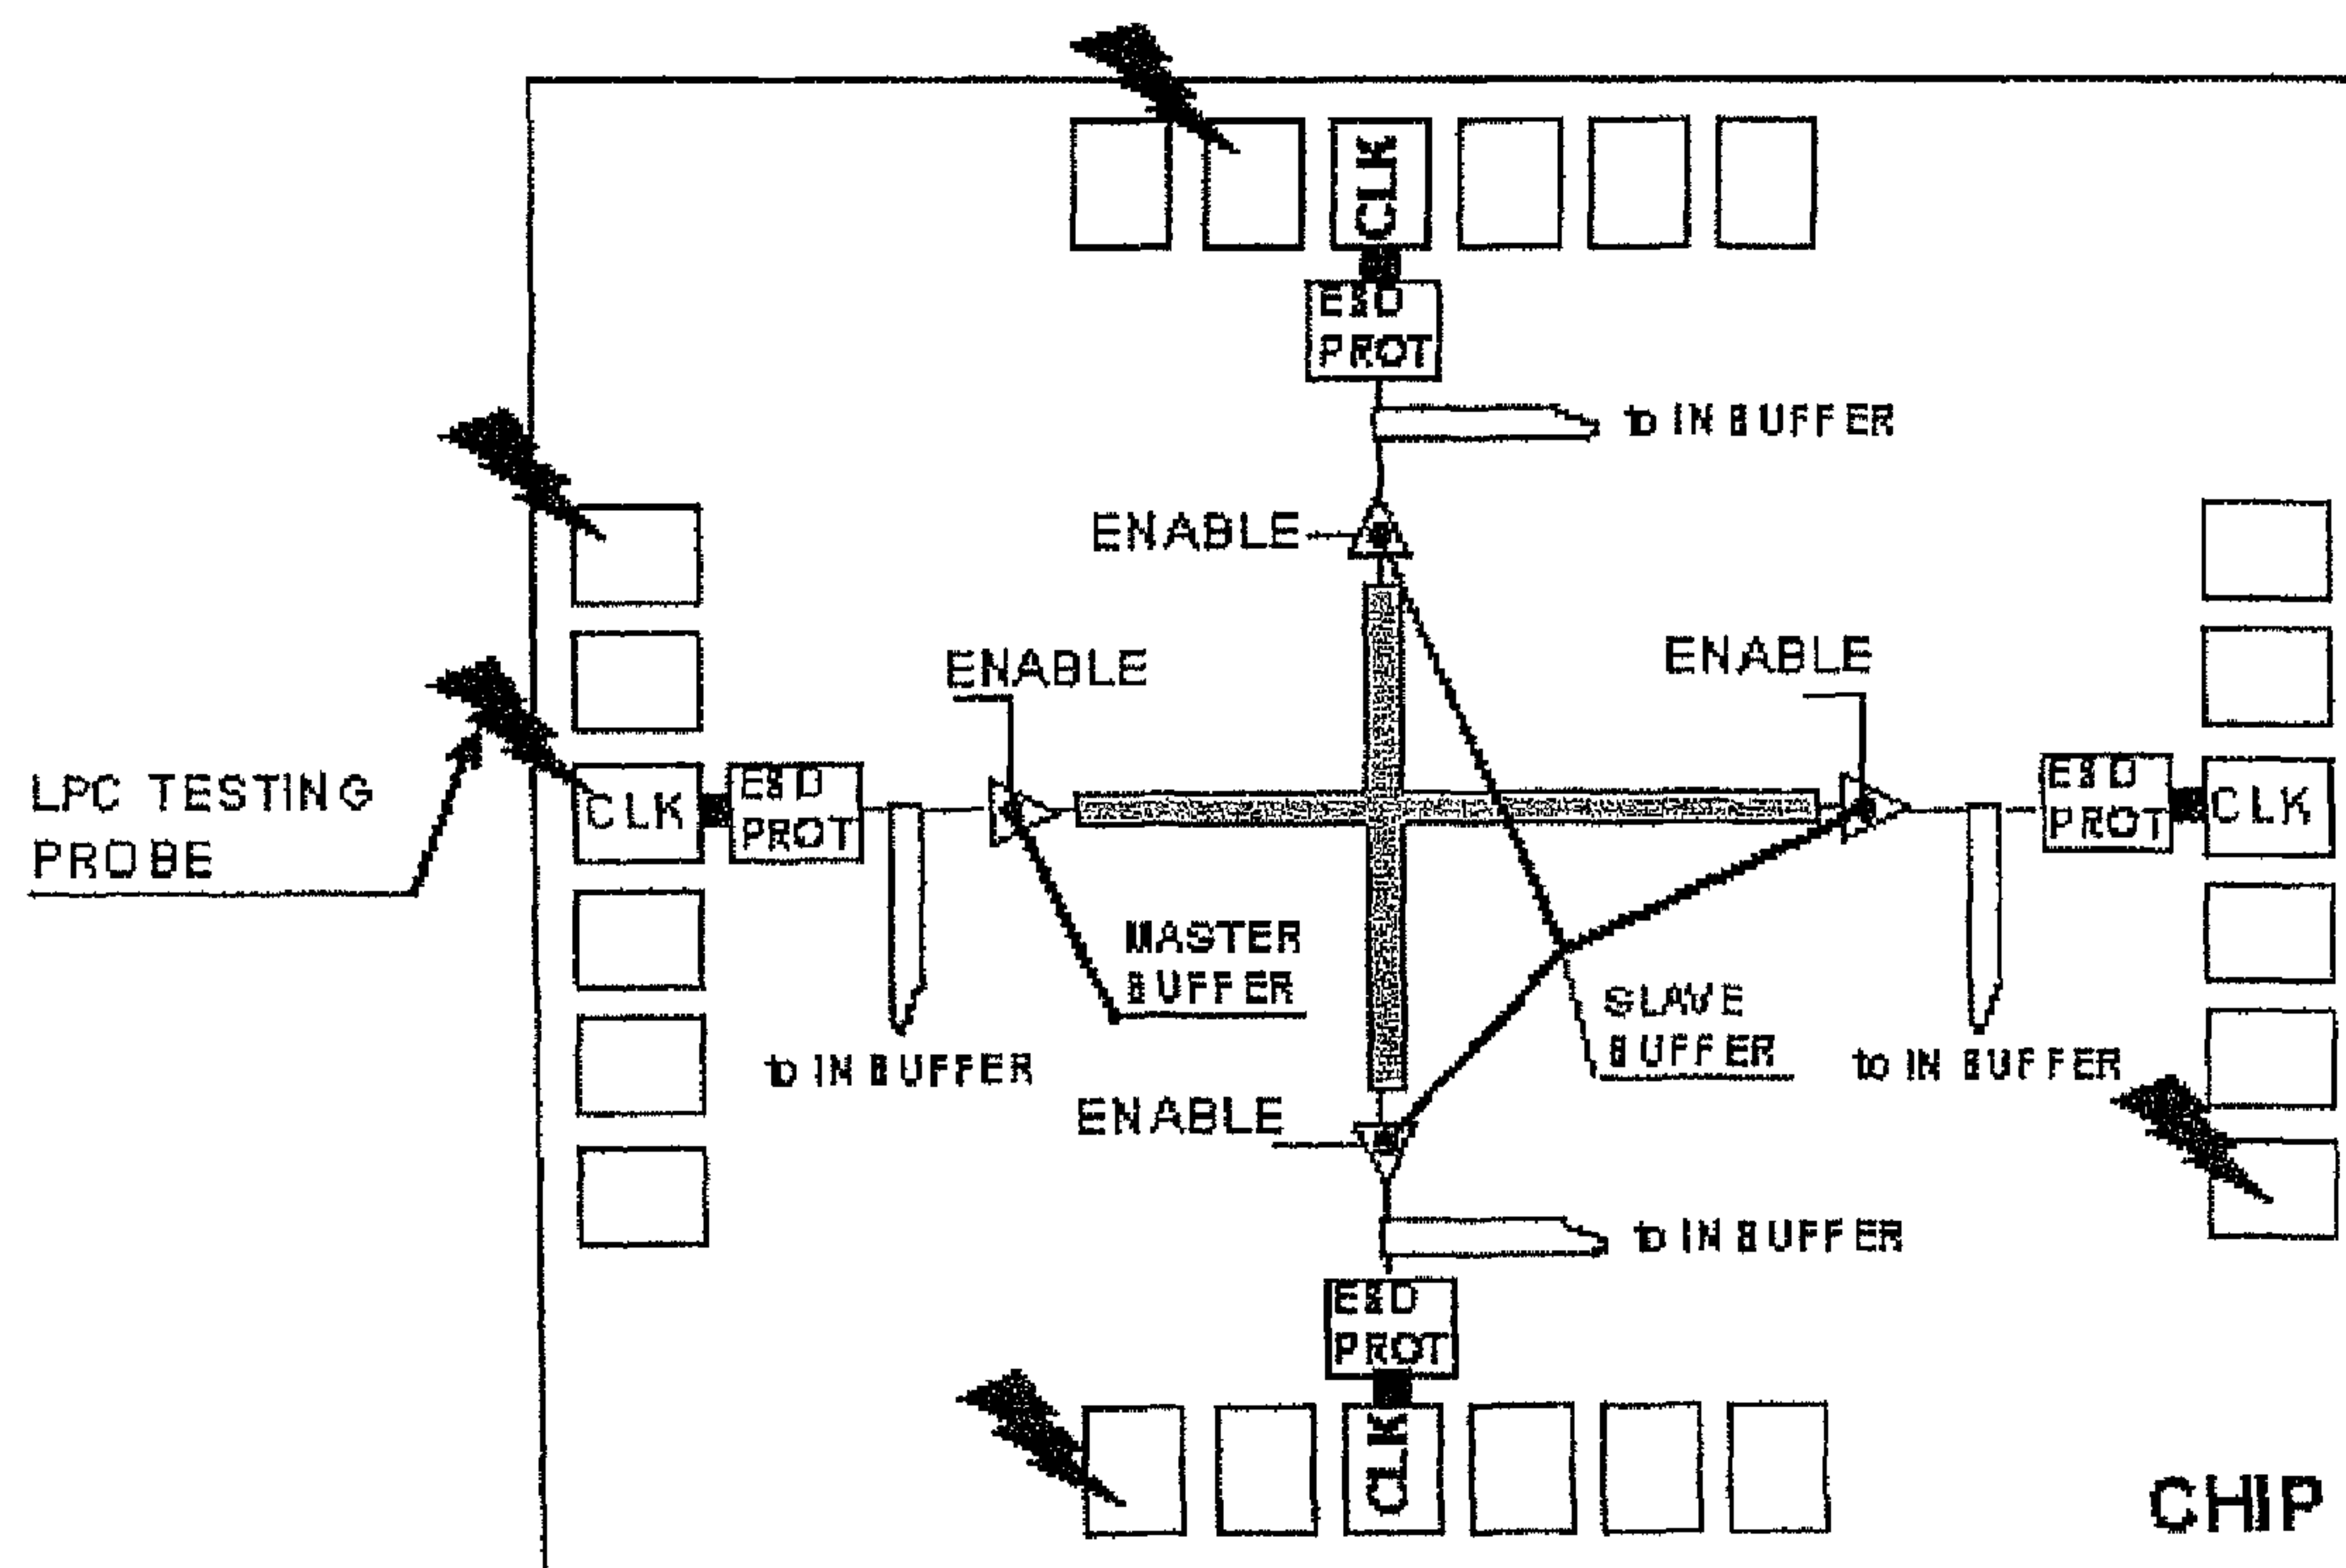 CLK
ESD
PROT
to IN BUFFER
ENABLE
ENABLE
ENABLE
LPC TESTING
PROBE
CLK
ESD
PROT
ESD
PROT
CLK
MASTER
BUFFER
SLAVE
BUFFER
to IN BUFFER
to IN BUFFER
ENABLE
to IN BUFFER
ESD
PROT
CLK
CHIP